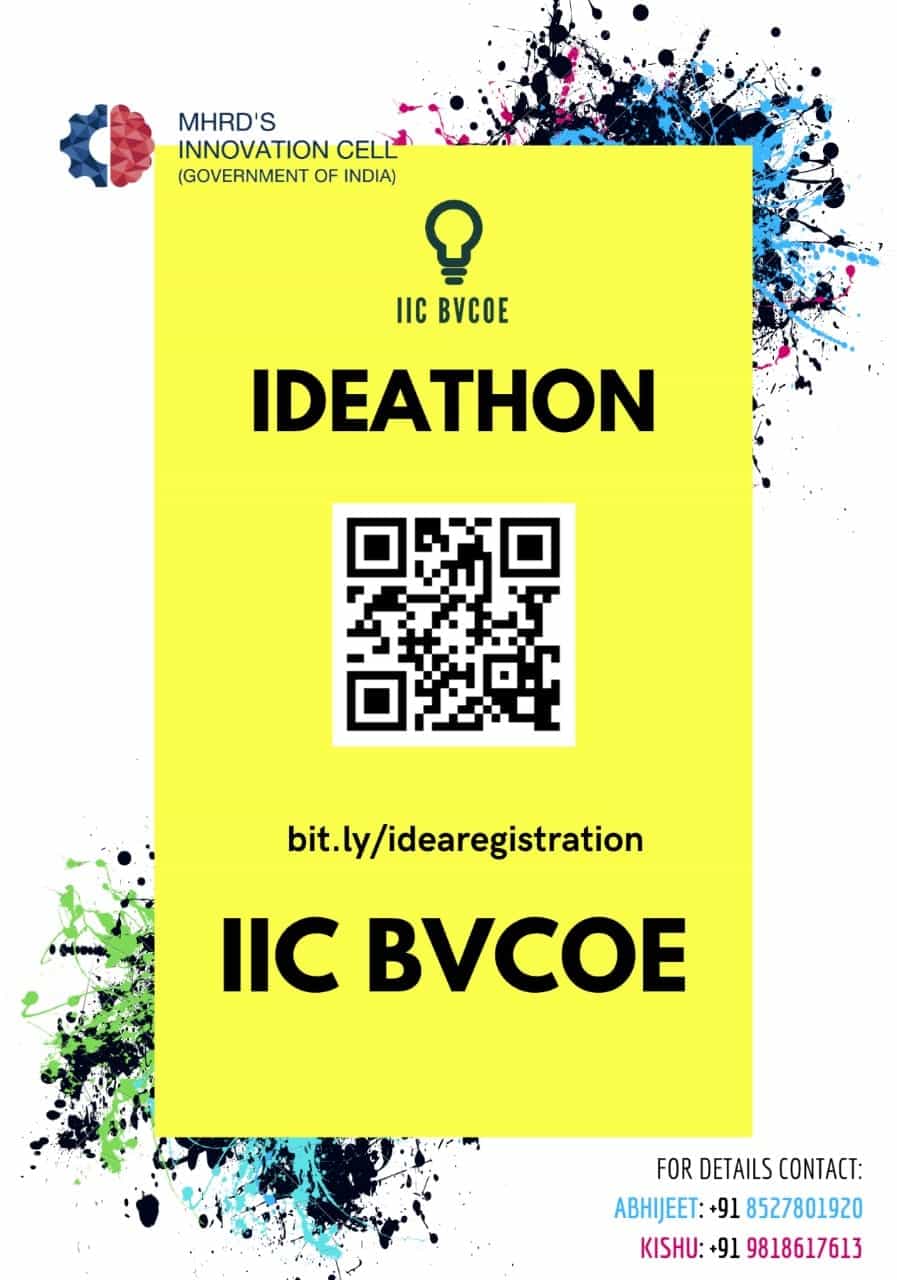 MHRD'S
INNOVATION CELL
(GOVERNMENT OF INDIA)
IIC BVCOE
IDEATHON
bit.ly/idearegistration
IIC BVCOE
FOR DETAILS CONTACT:
ABHIJEET: +91 8527801920
KISHU: +91 9818617613